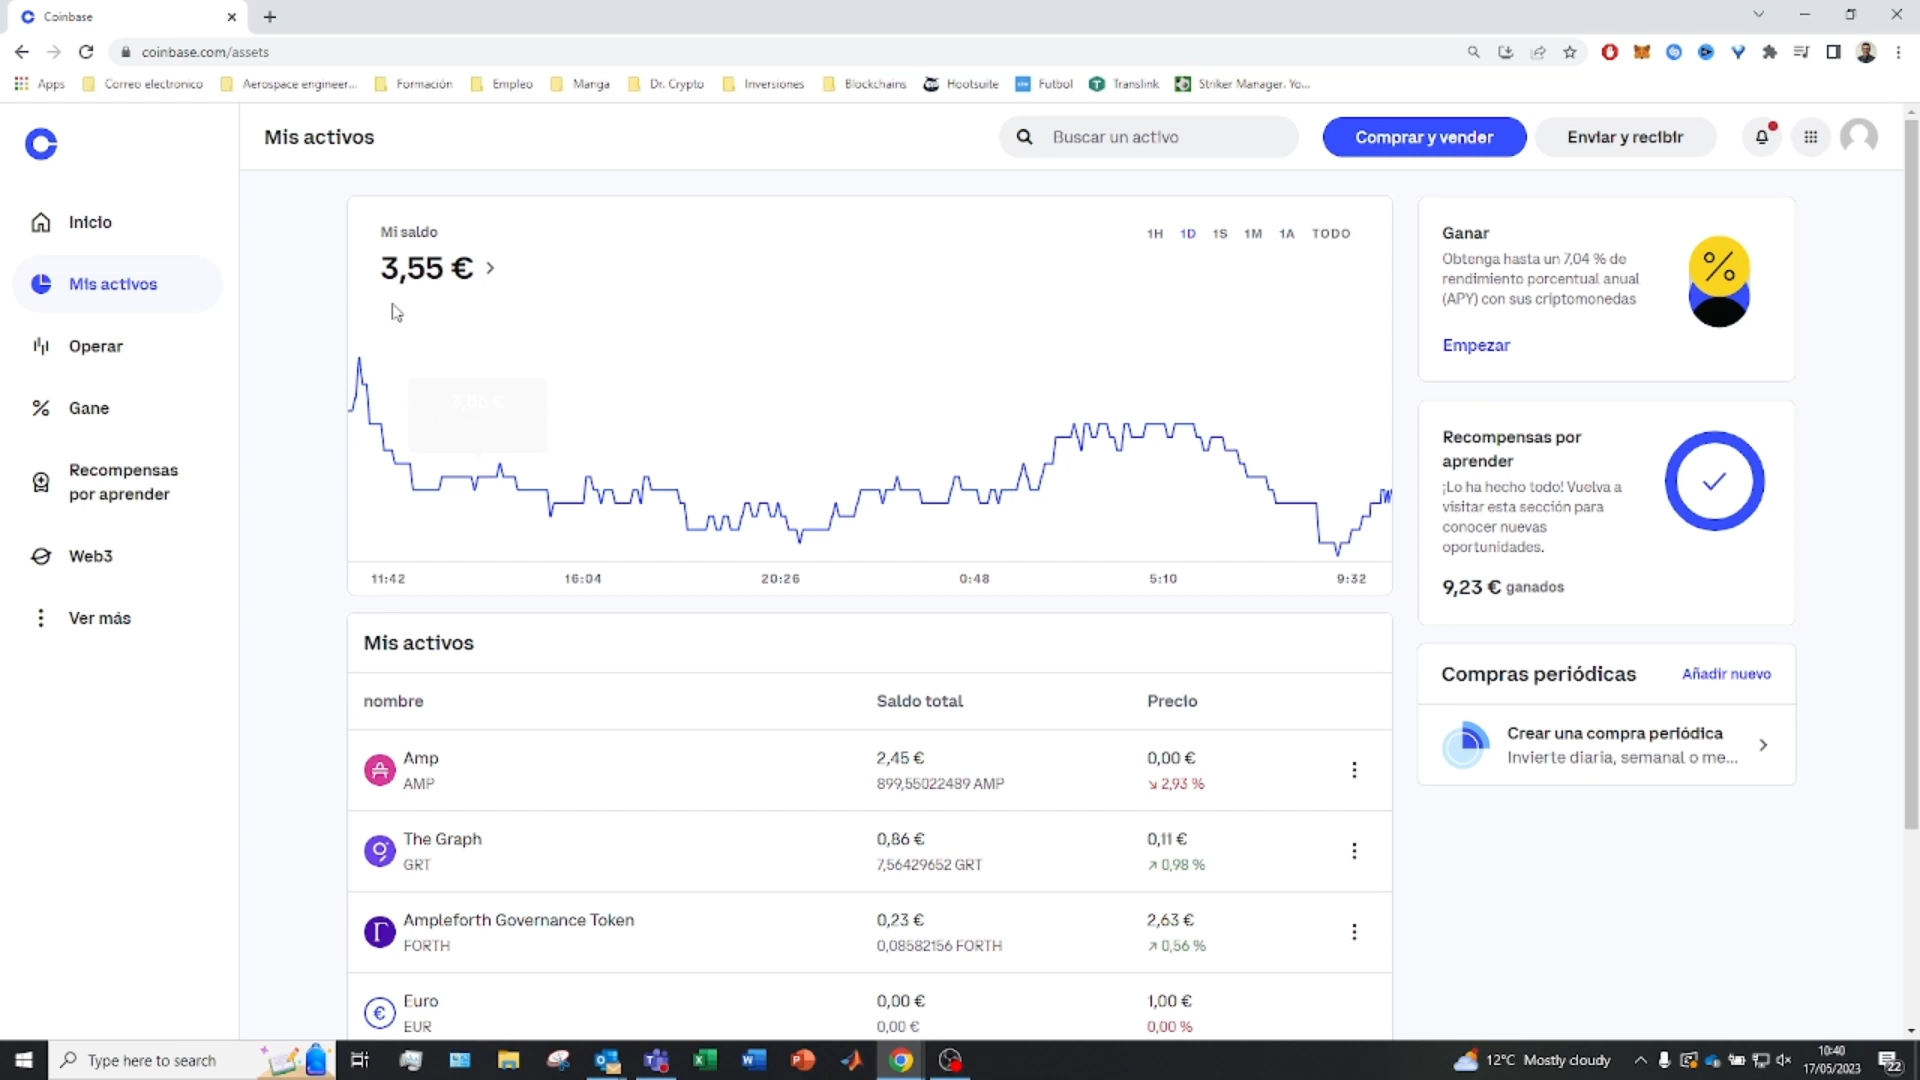 Coinbase
coinbase.com/assets
Apps
Correo electronico
Aerospace engineer...
Formación
Empleo
Manga
Dr. Crypto
Inversiones
Blockchains
Hootsuite
Futbol
Translink
Striker Manager. Yo...
Mis activos
Buscar un activo
Comprar y vender
Enviar y recibir
Inicio
Mis activos
Operar
Gane
Recompensas
por aprender
Web3
Ver más
Mi saldo
3,55 €
1H 1D 1S 1M 1A TODO
11:42 16:04 20:26 0:48 5:10 9:32
Mis activos
nombre Saldo total Precio
Amp 2,45 € 0,00 €
AMP 899,55022489 AMP ↘ 2,93 %
The Graph 0,86 € 0,11 €
GRT 7,56429652 GRT ↗ 0,98 %
Ampleforth Governance Token 0,23 € 2,63 €
FORTH 0,08582156 FORTH ↗ 0,56 %
Euro 0,00 € 1,00 €
EUR 0,00 € 0,00 %
Ganar
Obtenga hasta un 7,04 % de
rendimiento porcentual anual
(APY) con sus criptomonedas
Empezar
Recompensas por
aprender
¡Lo ha hecho todo! Vuelva a
visitar esta sección para
conocer nuevas
oportunidades.
9,23 € ganados
Compras periódicas Añadir nuevo
Crear una compra periódica
Invierte diaria, semanal o me...
Type here to search
12°C Mostly cloudy
10:40
17/05/2023
22